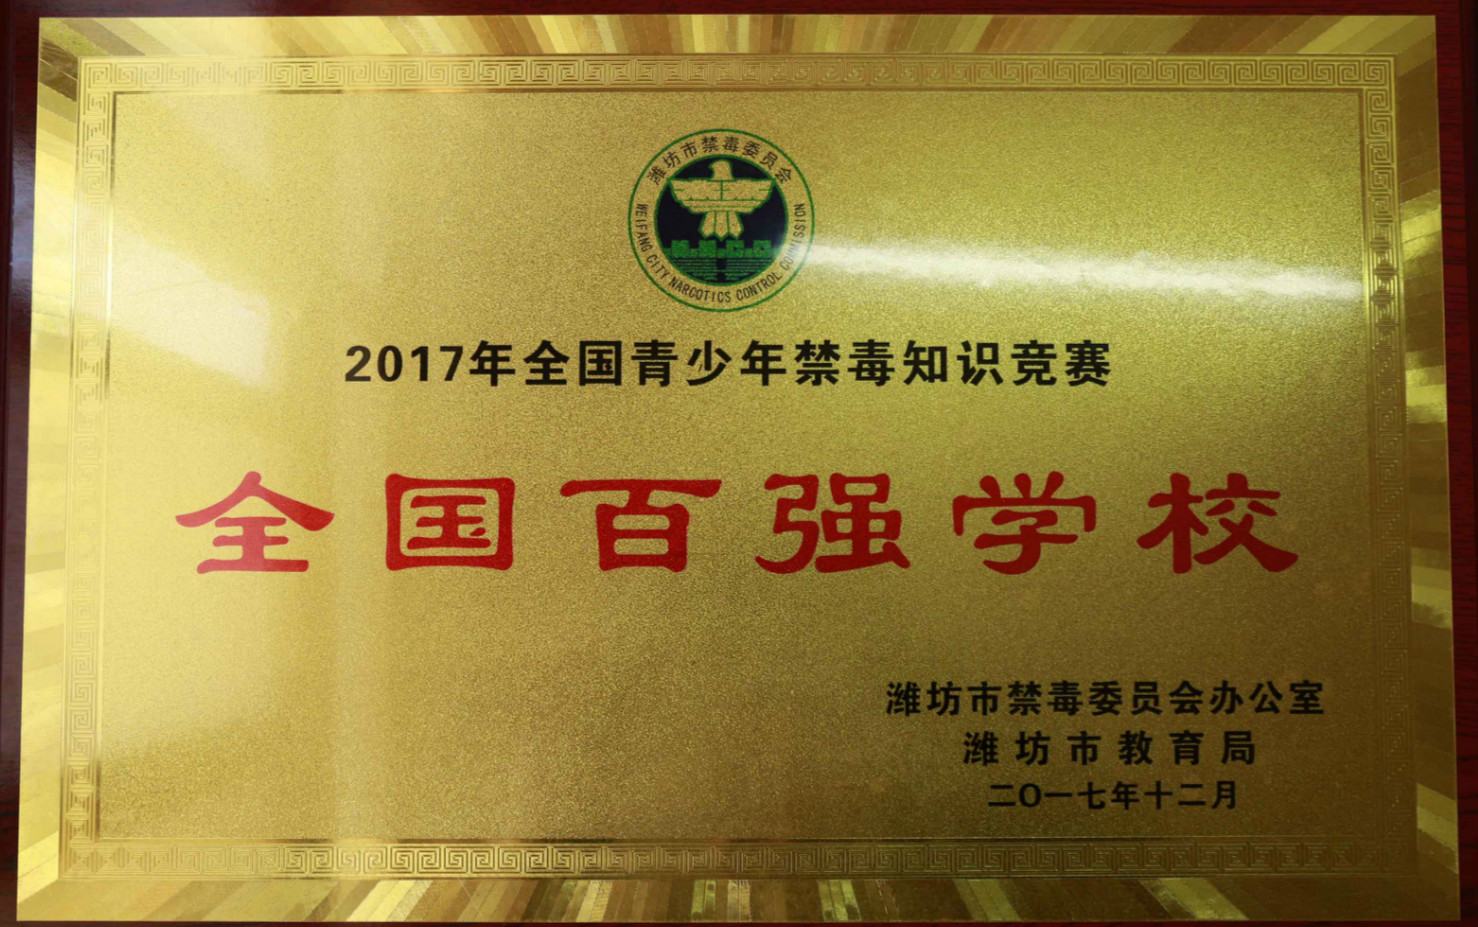 潍坊市禁毒委员会
WEIFANG CITY NARCOTICS CONTROL COMMISSION
2017年全国青少年禁毒知识竞赛
全国百强学校
潍坊市禁毒委员会办公室
潍坊市教育局
二〇一七年十二月